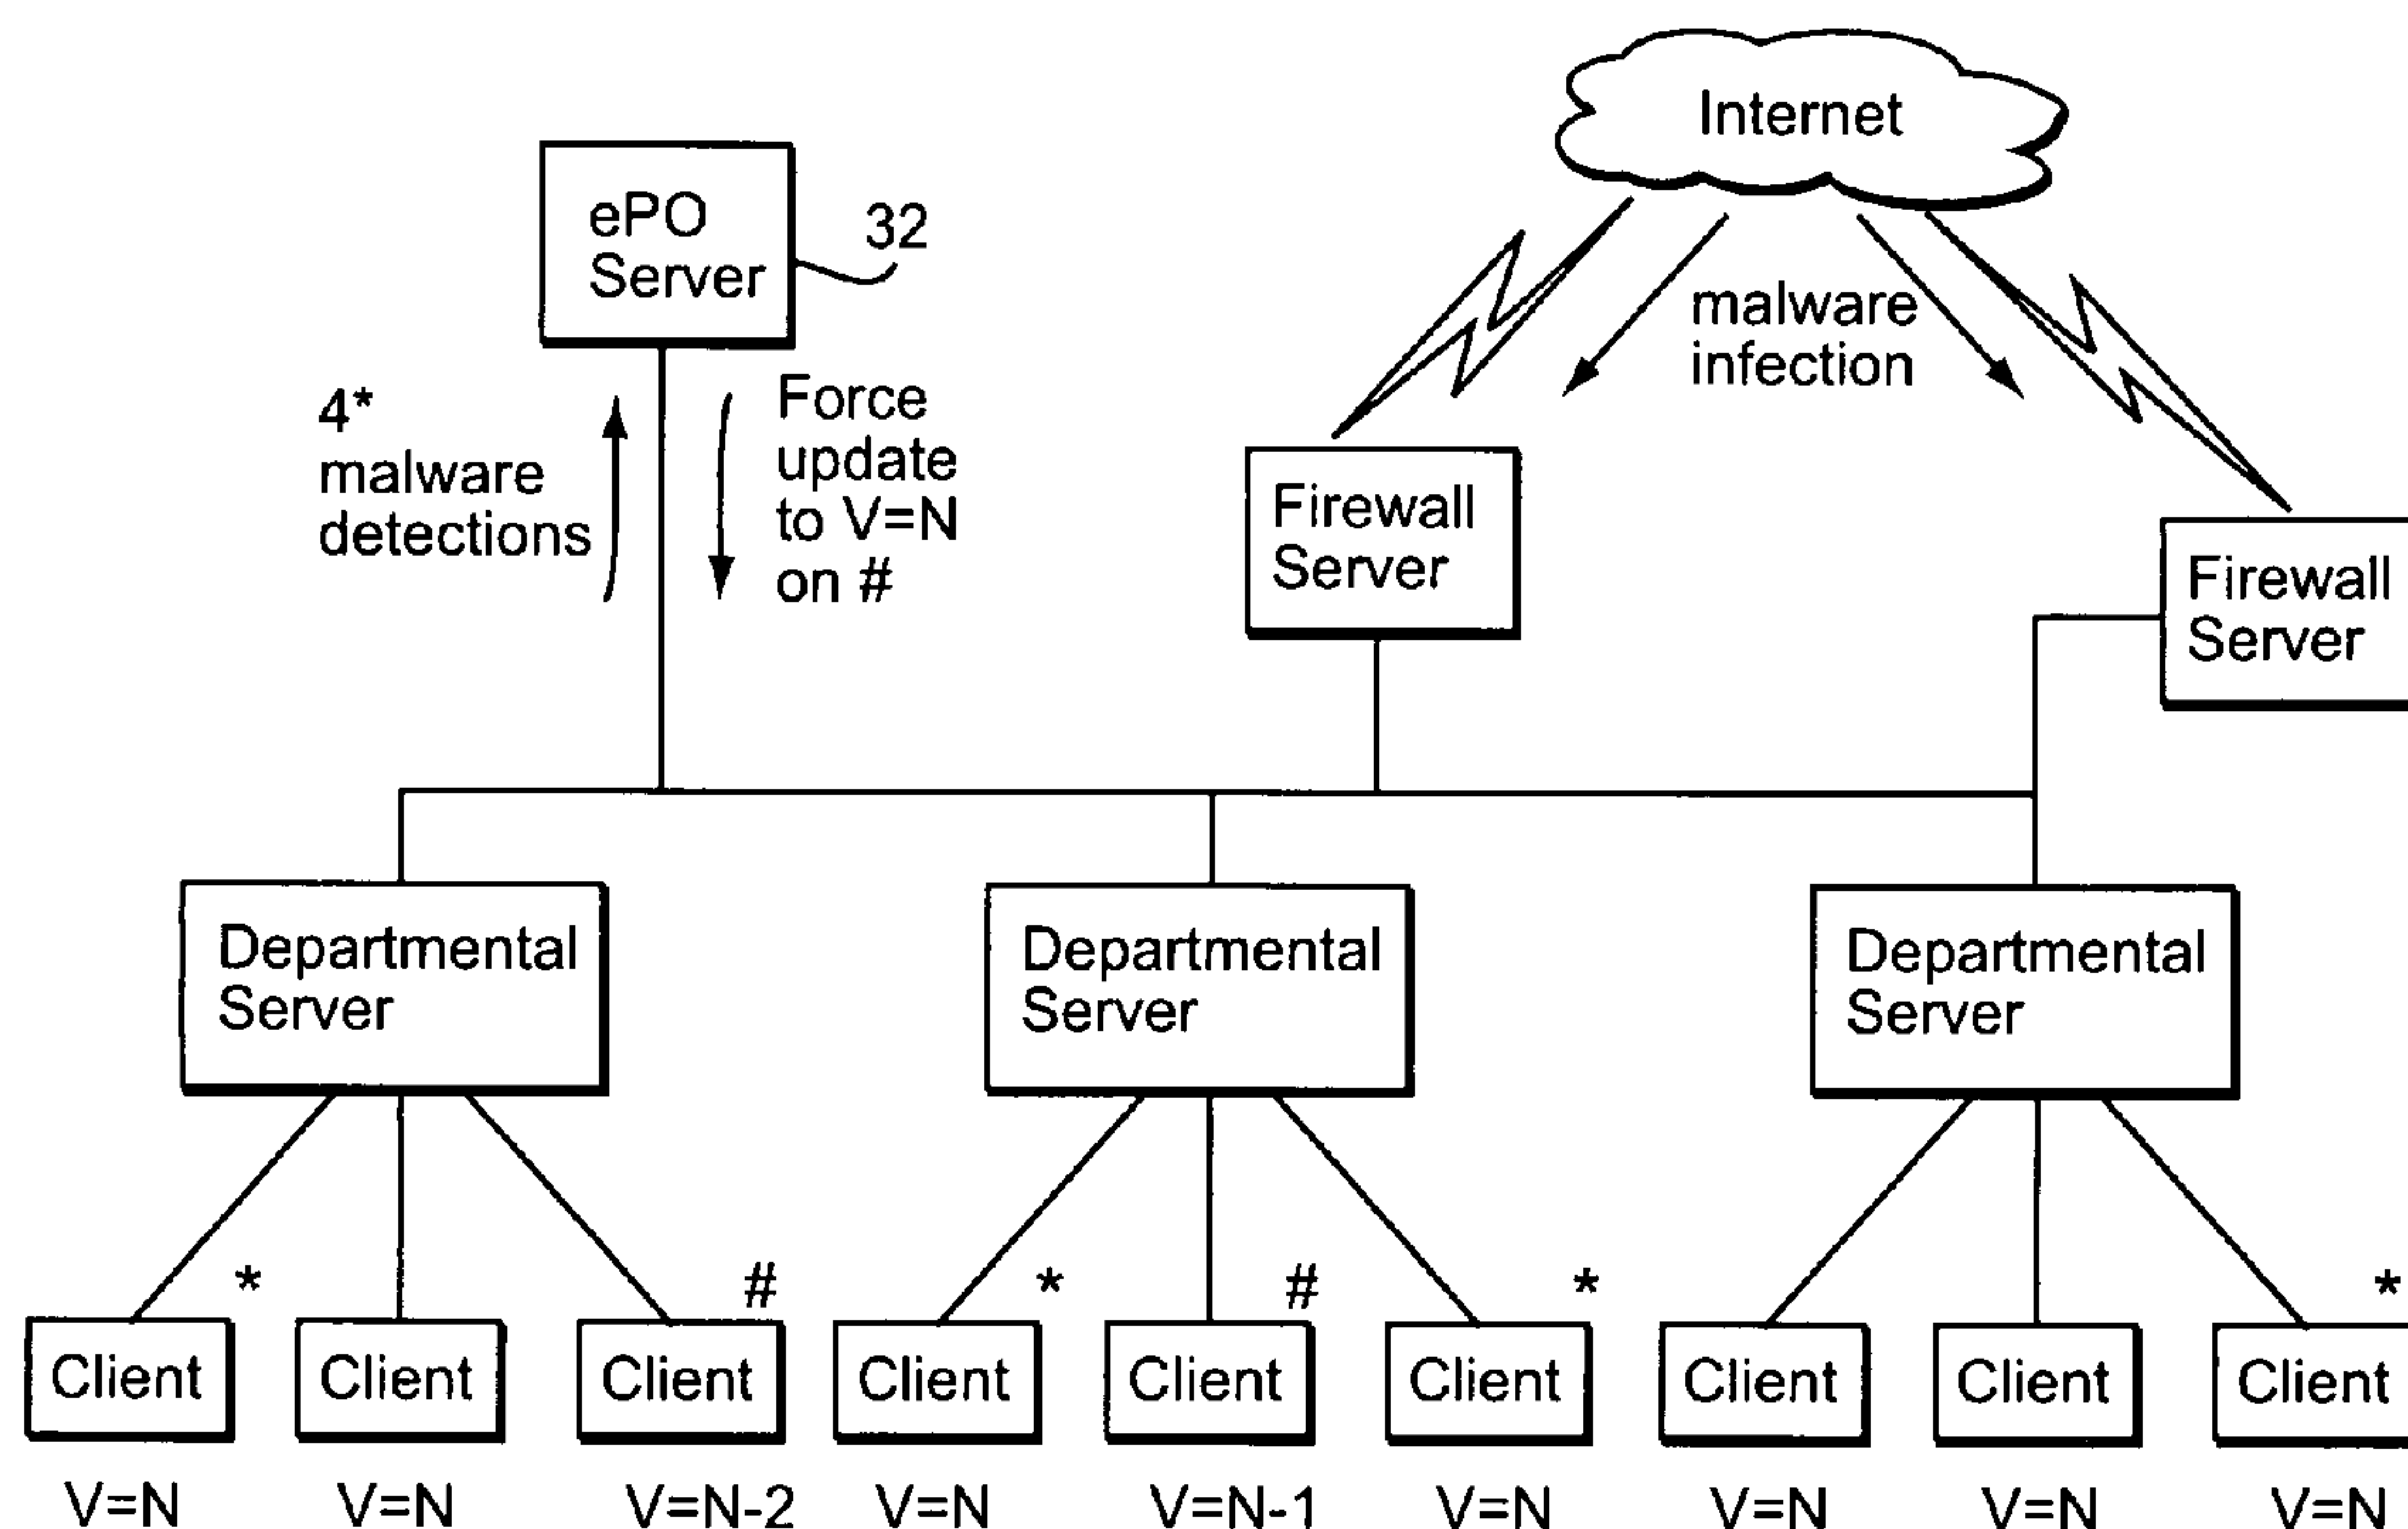 Internet
ePO
Server
32
malware
infection
4*
malware
detections
Force
update
to V=N
on #
Firewall
Server
Firewall
Server
Departmental
Server
Departmental
Server
Departmental
Server
* # * # * *
Client Client Client Client Client Client Client Client Client
V=N V=N V=N-2 V=N V=N-1 V=N V=N V=N V=N